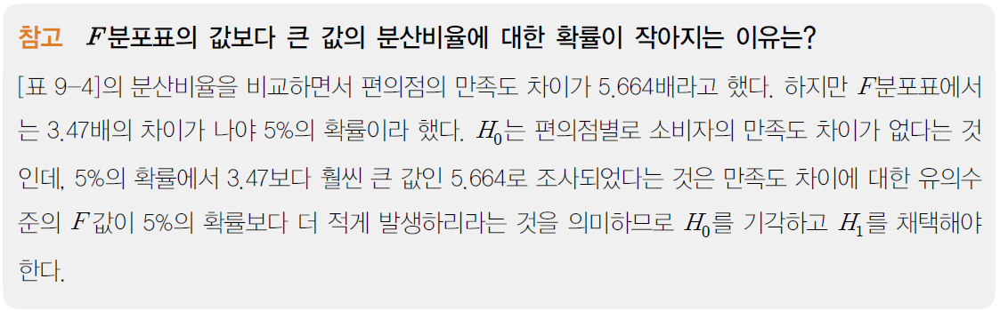 참고 F분포표의 값보다 큰 값의 분산비율에 대한 확률이 작아지는 이유는?
[표 9-4]의 분산비율을 비교하면서 편의점의 만족도 차이가 5.664배라고 했다. 하지만 F분포표에서
는 3.47배의 차이가 나야 5%의 확률이라 했다. H₀는 편의점별로 소비자의 만족도 차이가 없다는 것
인데, 5%의 확률에서 3.47보다 훨씬 큰 값인 5.664로 조사되었다는 것은 만족도 차이에 대한 유의수
준의 F값이 5%의 확률보다 더 적게 발생하리라는 것을 의미하므로 H₀를 기각하고 H₁를 채택해야
한다.